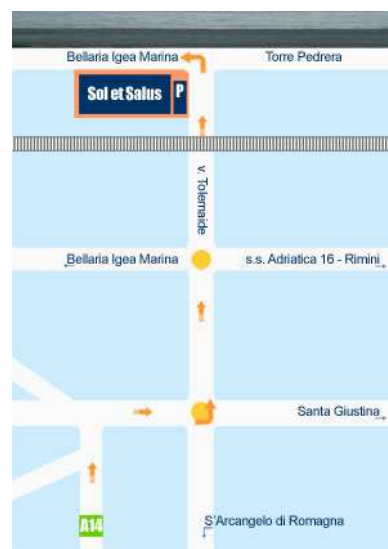 Bellaria Igea Marina
Torre Pedrera
Sol et Salus
P
v. Tolemaide
Bellaria Igea Marina
s.s. Adriatica 16 - Rimini
Santa Giustina
A14
S'Arcangelo di Romagna